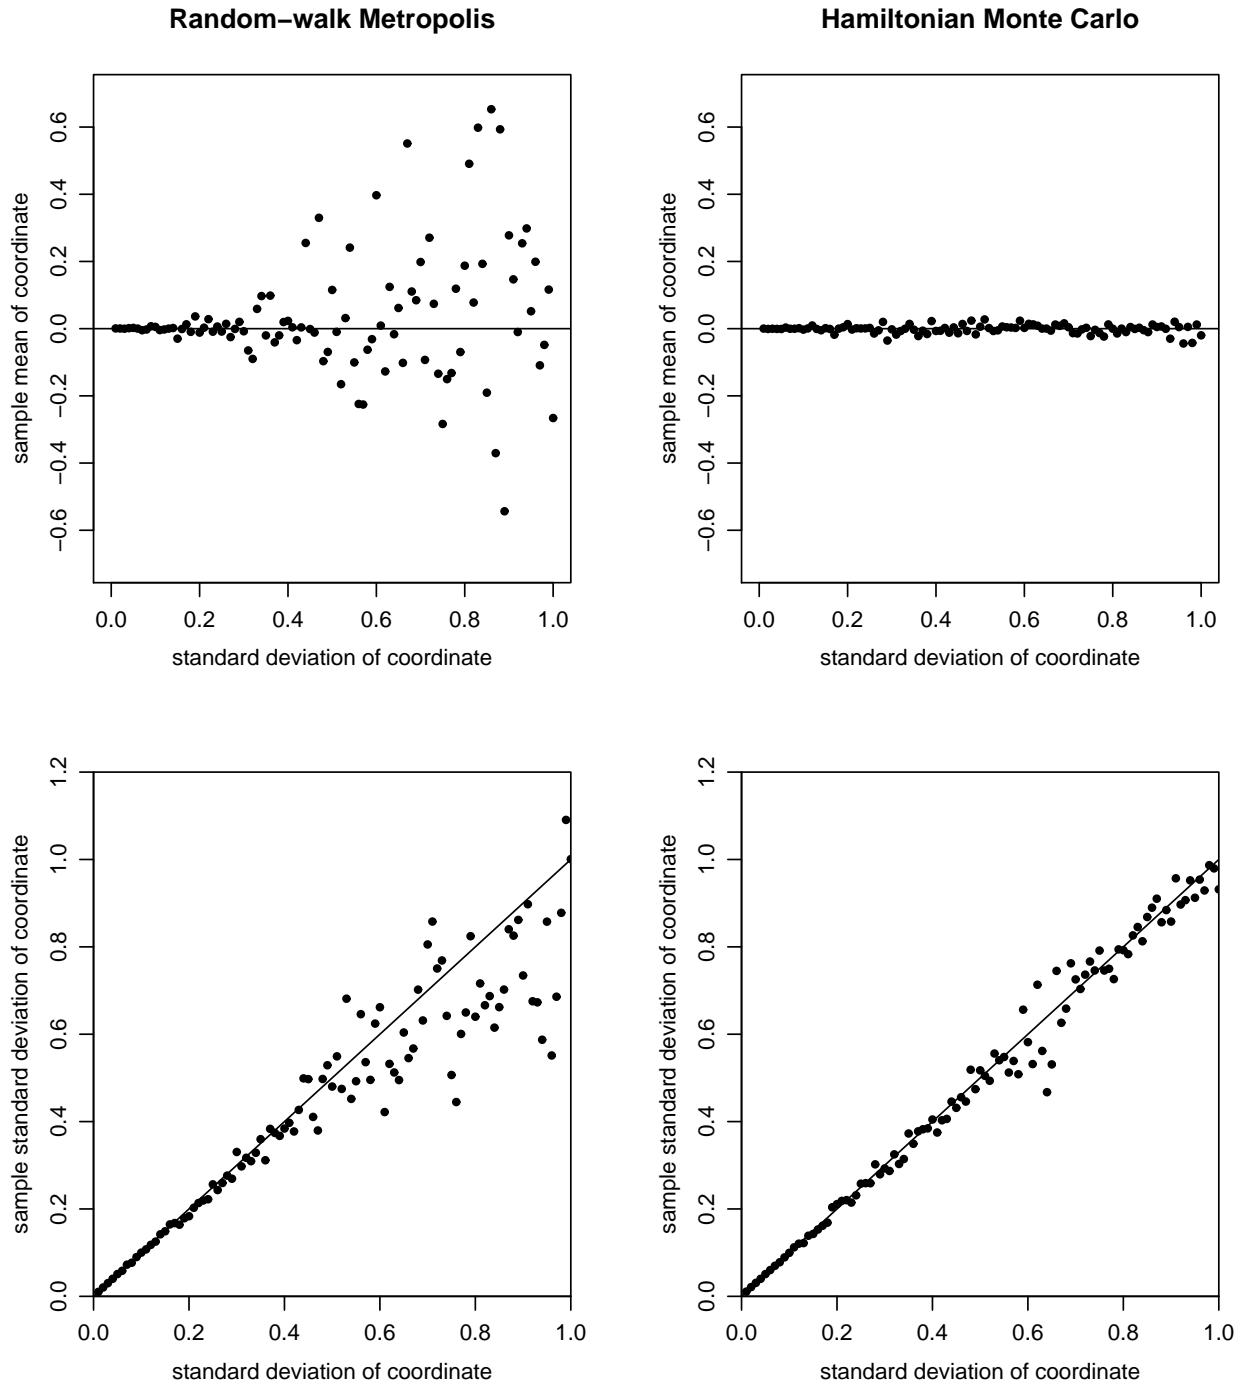 Random−walk Metropolis
Hamiltonian Monte Carlo
sample mean of coordinate
0.6
0.4
0.2
0.0
−0.2
−0.4
−0.6
0.0 0.2 0.4 0.6 0.8 1.0
standard deviation of coordinate
sample mean of coordinate
0.6
0.4
0.2
0.0
−0.2
−0.4
−0.6
0.0 0.2 0.4 0.6 0.8 1.0
standard deviation of coordinate
sample standard deviation of coordinate
1.2
1.0
0.8
0.6
0.4
0.2
0.0
0.0 0.2 0.4 0.6 0.8 1.0
standard deviation of coordinate
sample standard deviation of coordinate
1.2
1.0
0.8
0.6
0.4
0.2
0.0
0.0 0.2 0.4 0.6 0.8 1.0
standard deviation of coordinate